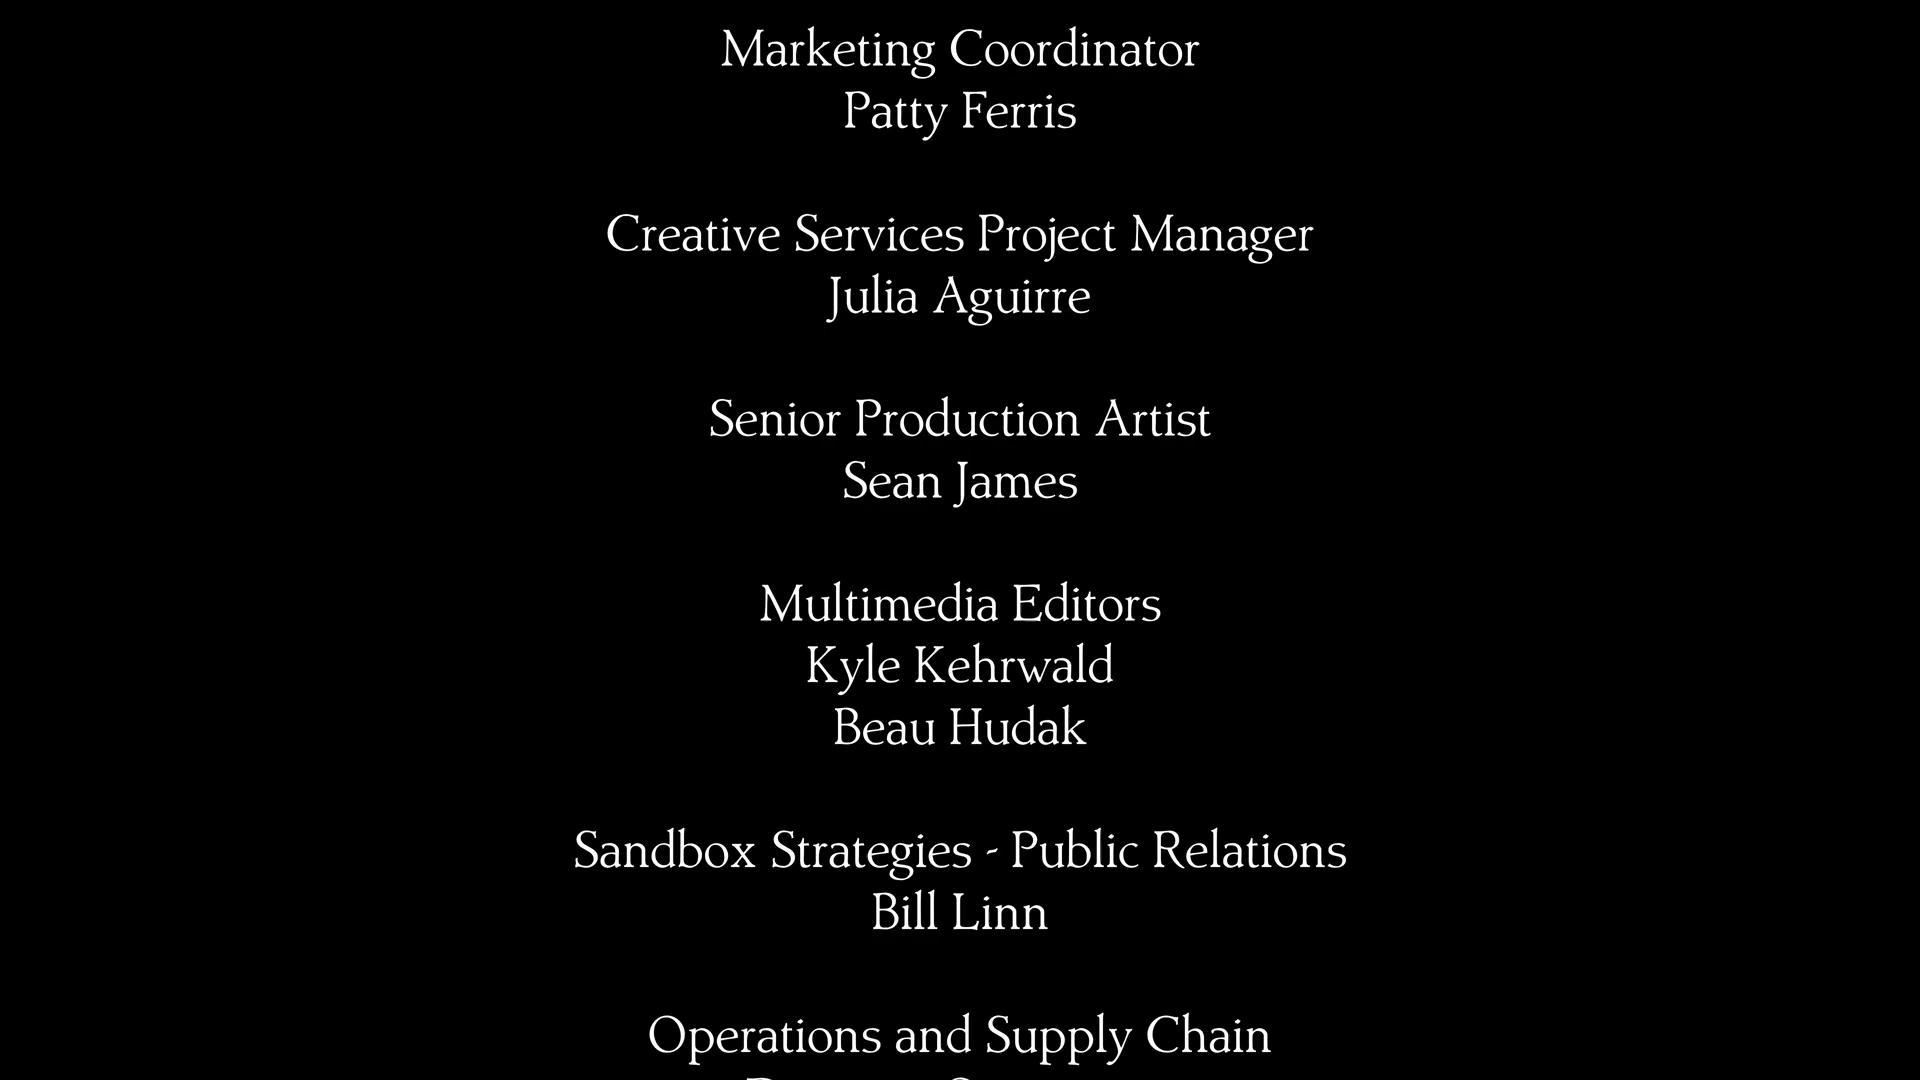 Marketing Coordinator
Patty Ferris
Creative Services Project Manager
Julia Aguirre
Senior Production Artist
Sean James
Multimedia Editors
Kyle Kehrwald
Beau Hudak
Sandbox Strategies - Public Relations
Bill Linn
Operations and Supply Chain